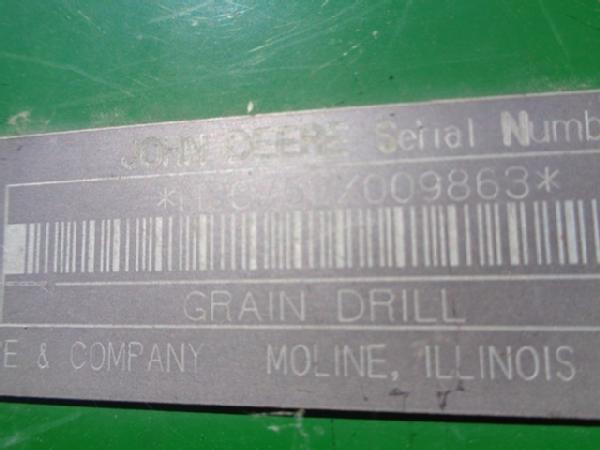 JOHN DEERE Serial Numb
GRAIN DRILL
E & COMPANY MOLINE, ILLINOIS